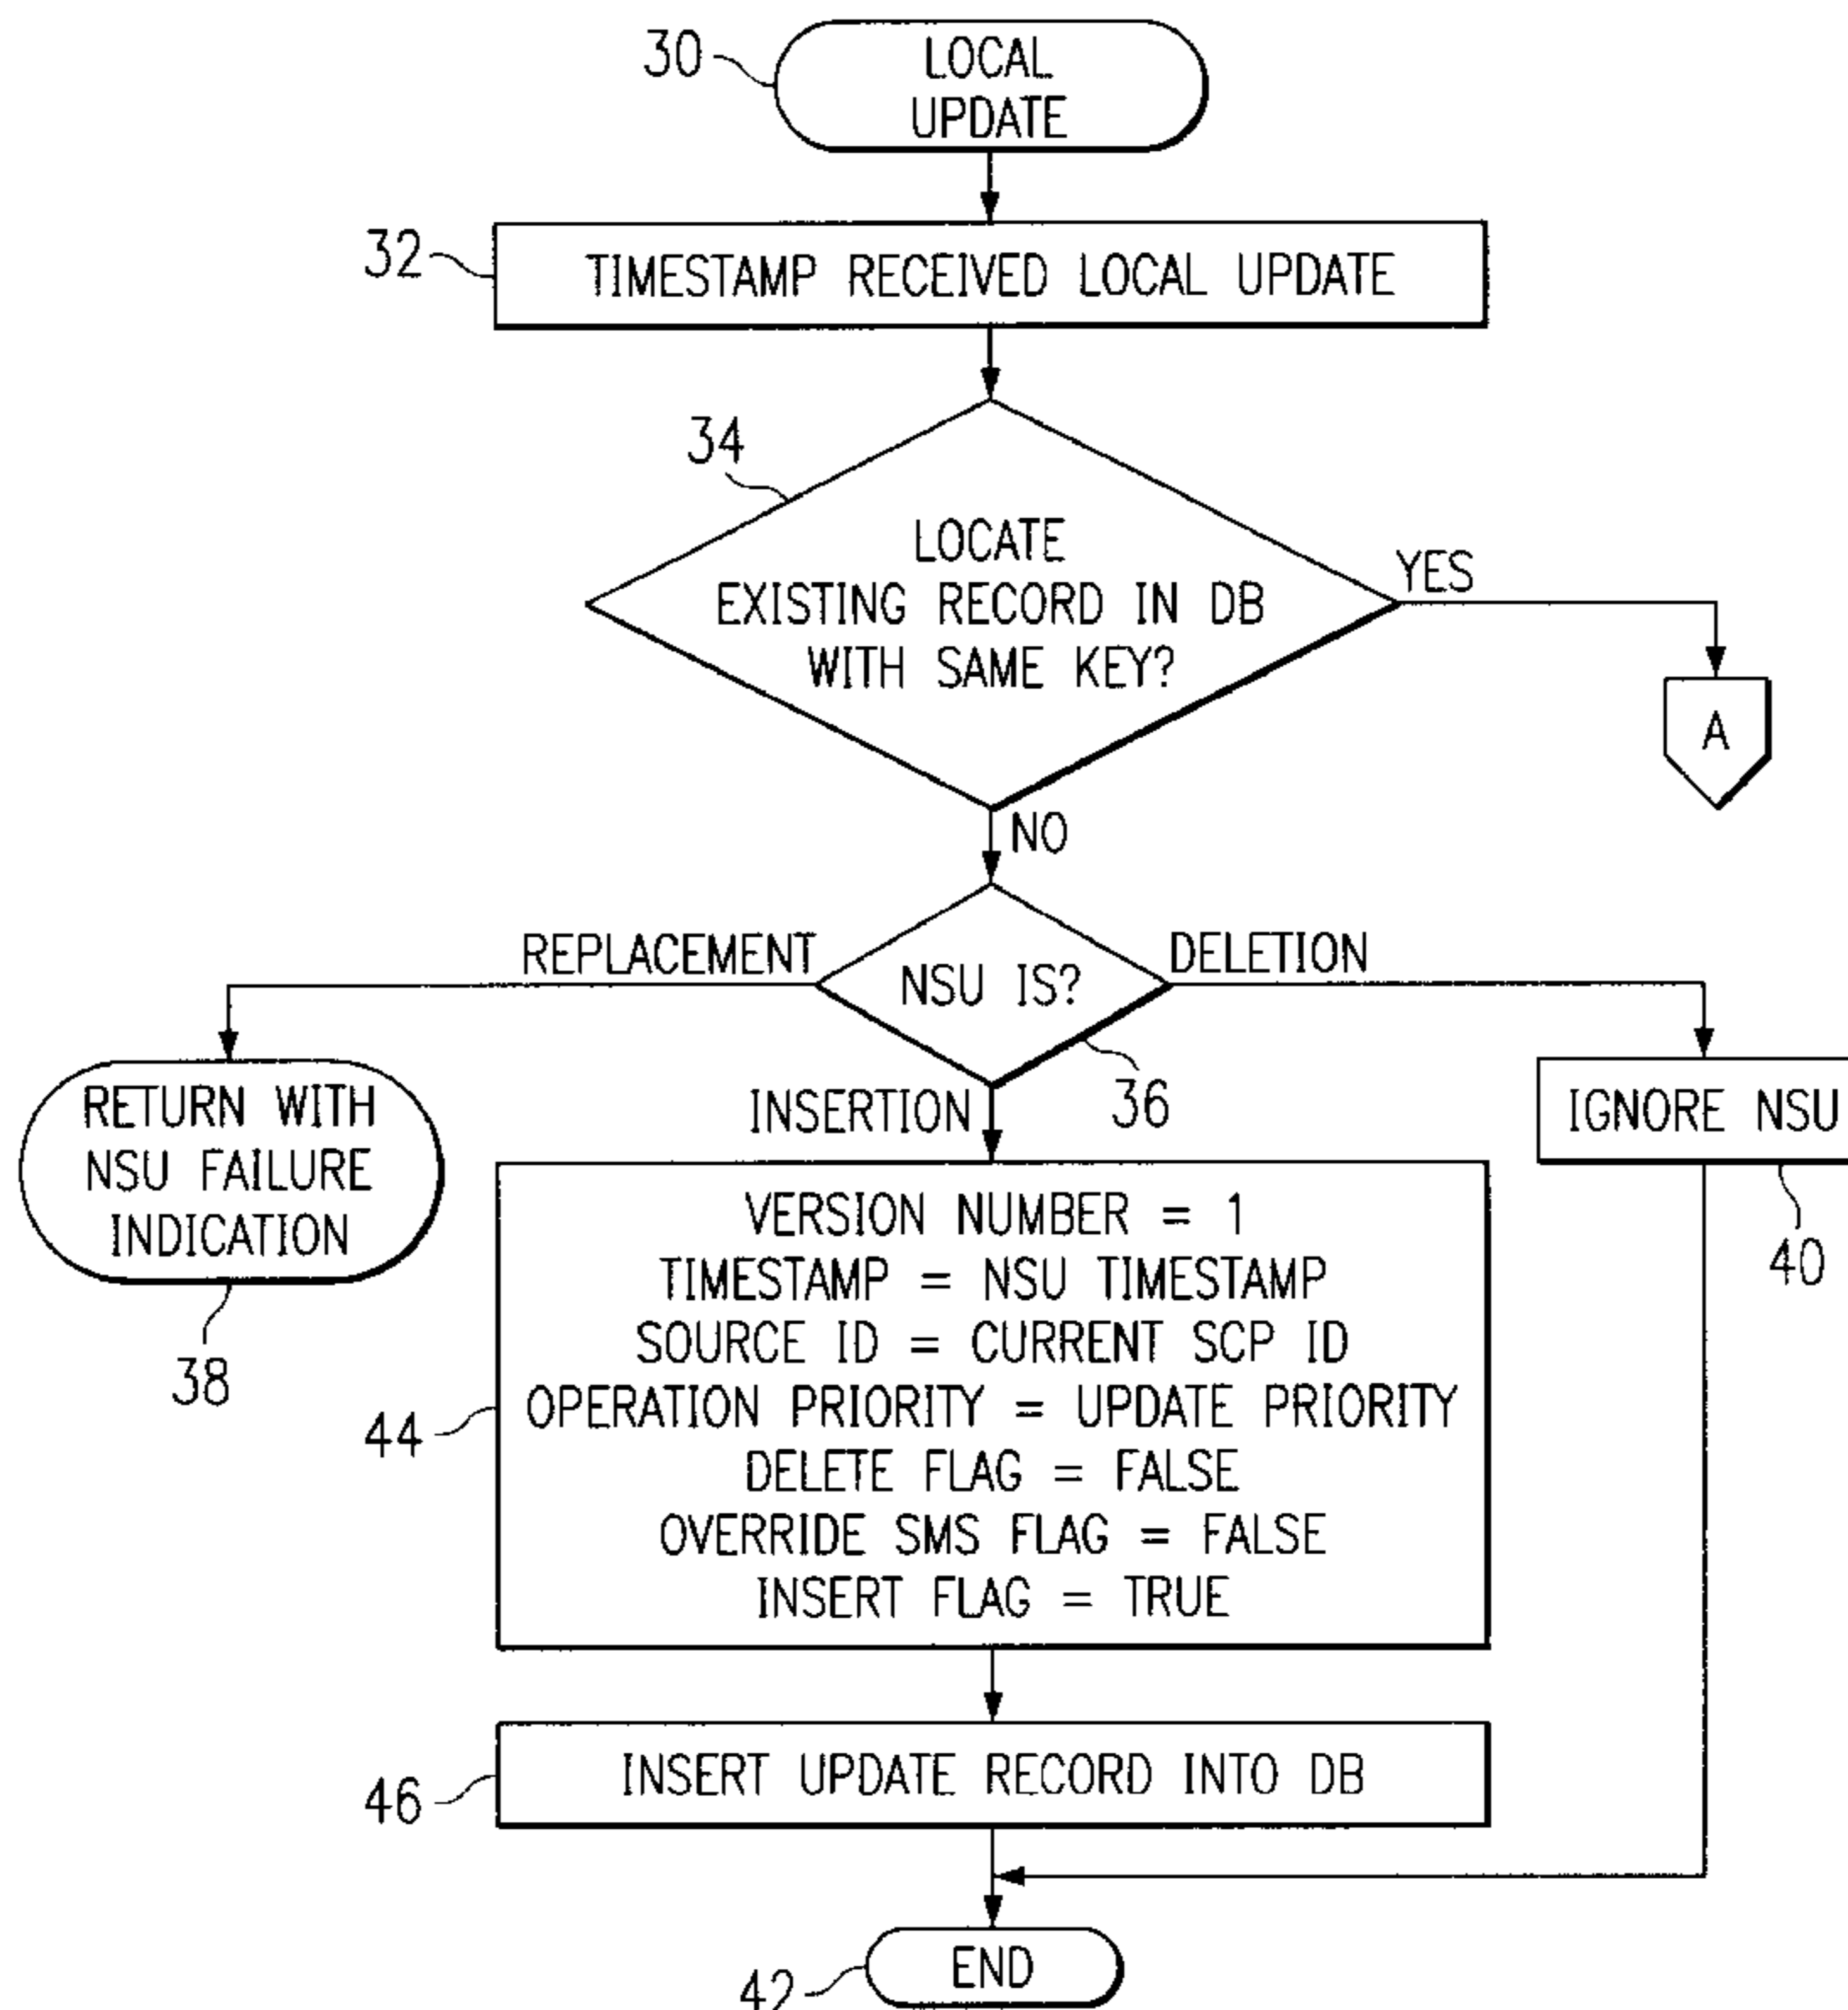 30
LOCAL
UPDATE
32
TIMESTAMP RECEIVED LOCAL UPDATE
34
LOCATE
EXISTING RECORD IN DB
WITH SAME KEY?
YES
A
NO
REPLACEMENT
NSU IS?
DELETION
36
RETURN WITH
NSU FAILURE
INDICATION
38
INSERTION
IGNORE NSU
40
44
VERSION NUMBER = 1
TIMESTAMP = NSU TIMESTAMP
SOURCE ID = CURRENT SCP ID
OPERATION PRIORITY = UPDATE PRIORITY
DELETE FLAG = FALSE
OVERRIDE SMS FLAG = FALSE
INSERT FLAG = TRUE
46
INSERT UPDATE RECORD INTO DB
42
END